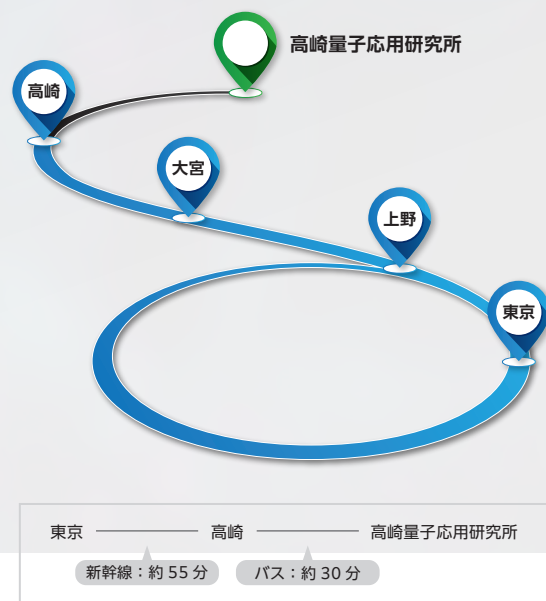 高崎量子応用研究所
高崎
大宮
上野
東京
東京 高崎 高崎量子応用研究所
新幹線：約 55 分 バス：約 30 分